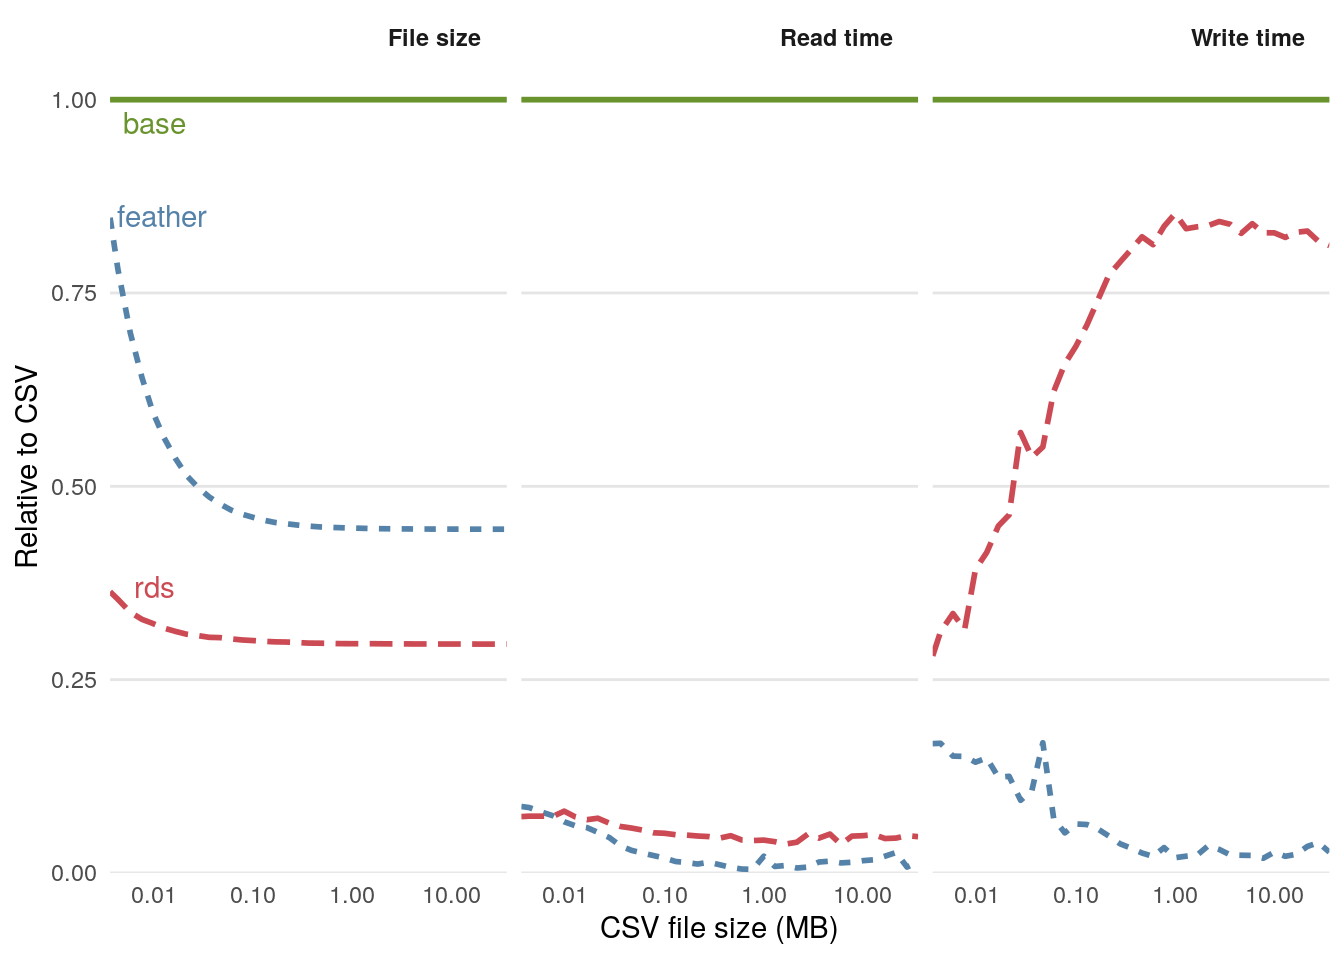 File size Read time Write time
1.00
base
feather
0.75
0.50
rds
0.25
0.00
0.01 0.10 1.00 10.00 0.01 0.10 1.00 10.00 0.01 0.10 1.00 10.00
CSV file size (MB)
Relative to CSV